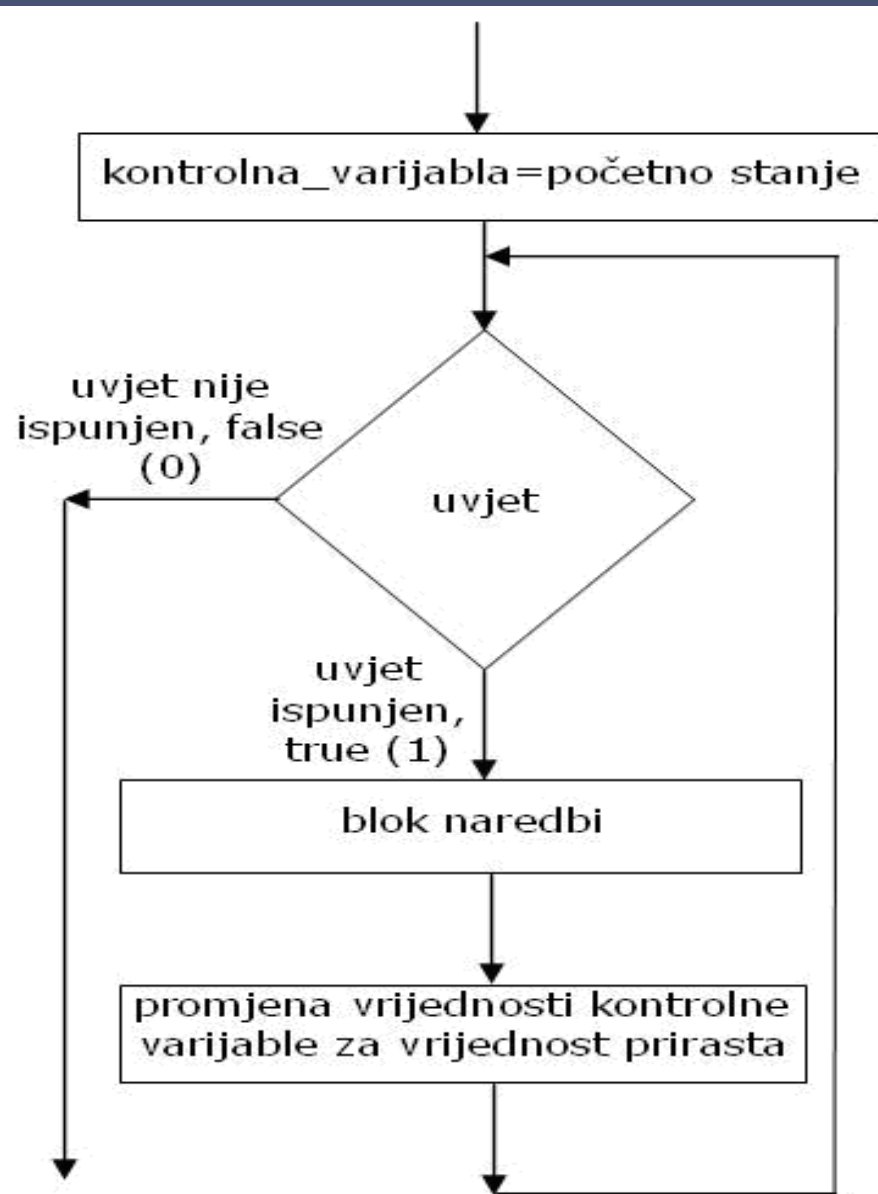 kontrolna_varijabla=početno stanje
uvjet nije
ispunjen, false
(0)
uvjet
uvjet
ispunjen,
true (1)
blok naredbi
promjena vrijednosti kontrolne
varijable za vrijednost prirasta